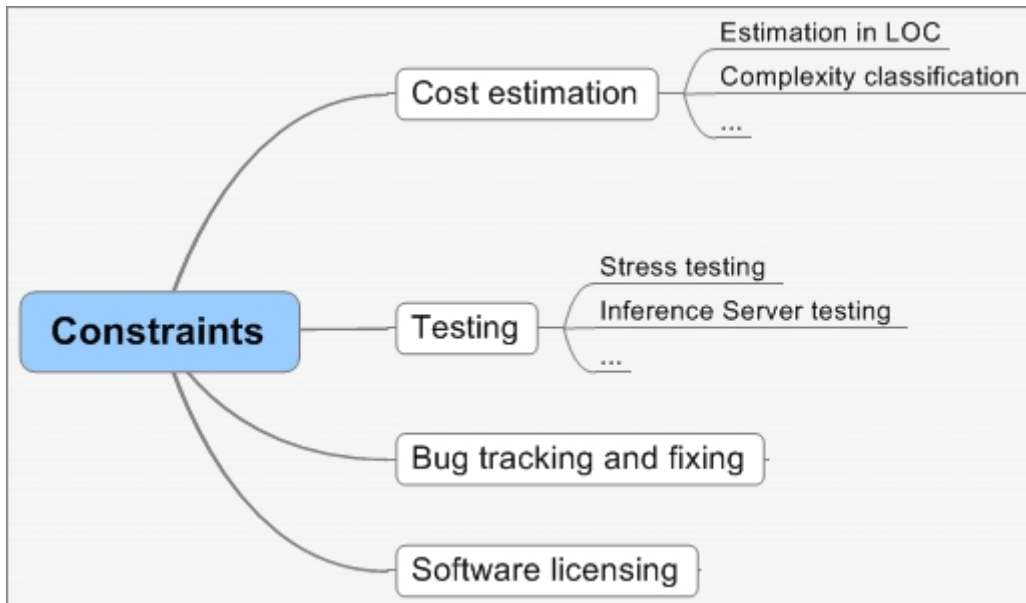 Constraints
Cost estimation
Estimation in LOC
Complexity classification
...
Testing
Stress testing
Inference Server testing
...
Bug tracking and fixing
Software licensing